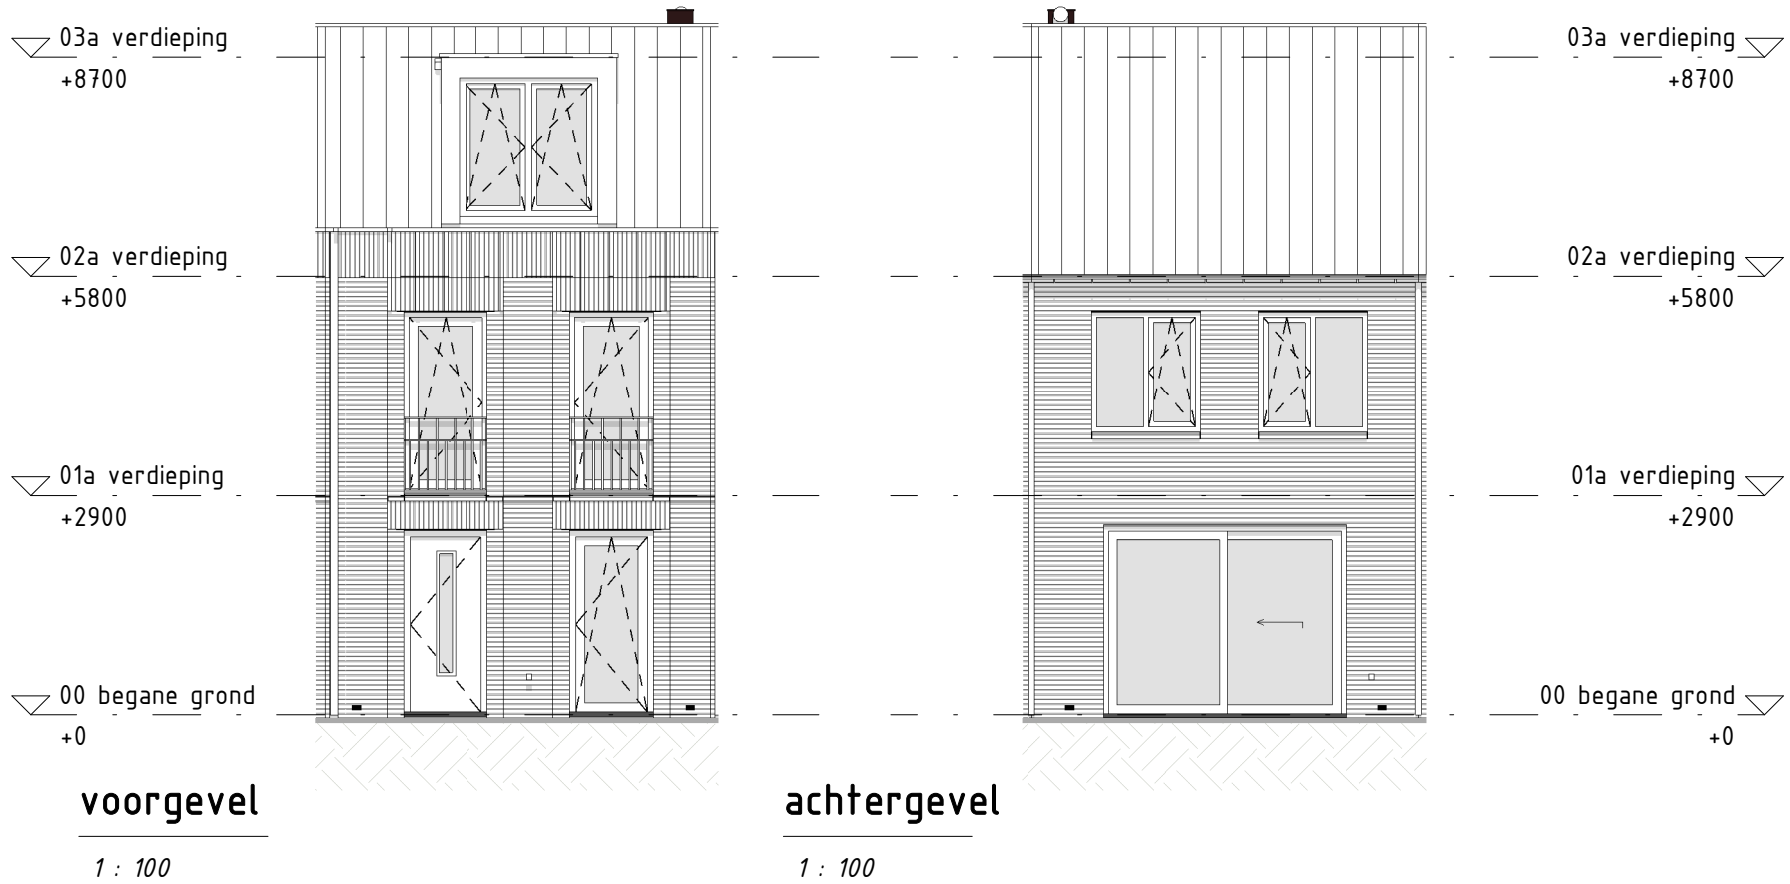 03a verdieping
+8700
02a verdieping
+5800
01a verdieping
+2900
00 begane grond
+0
voorgevel
1 : 100
03a verdieping
+8700
02a verdieping
+5800
01a verdieping
+2900
00 begane grond
+0
achtergevel
1 : 100